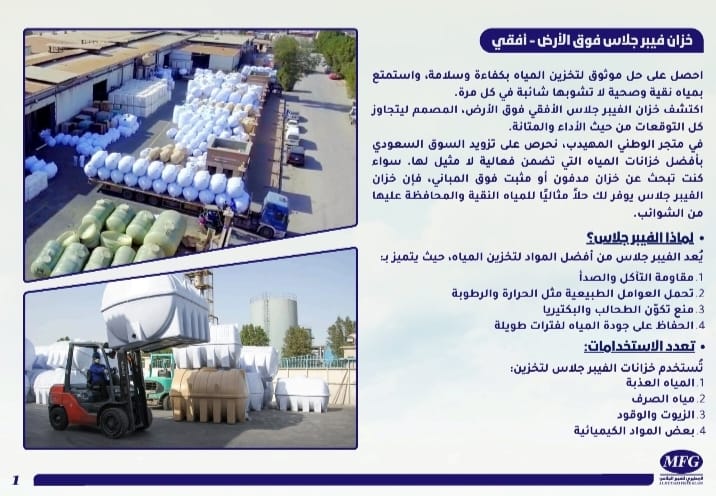 خزان فيبر جلاس فوق الأرض - أفقي
احصل على حل موثوق لتخزين المياه بكفاءة وسلامة، واستمتع
بمياه نقية وصحية لا تشوبها شائبة في كل مرة.
اكتشف خزان الفيبر جلاس الأفقي فوق الأرض، المصمم ليتجاوز
كل التوقعات من حيث الأداء والمتانة.
في متجر الوطني المهيدب، نحرص على تزويد السوق السعودي
بأفضل خزانات المياه التي تضمن فعالية لا مثيل لها. سواء
كنت تبحث عن خزان مدفون أو مثبت فوق المباني، فإن خزان
الفيبر جلاس يوفر لك حلاً مثاليًا للمياه النقية والمحافظة عليها
من الشوائب.
• لماذا الفيبر جلاس؟
يُعد الفيبر جلاس من أفضل المواد لتخزين المياه، حيث يتميز بـ
1. مقاومة التآكل والصدأ
2. تحمل العوامل الطبيعية مثل الحرارة والرطوبة
3. منع تكوّن الطحالب والبكتيريا
4. الحفاظ على جودة المياه لفترات طويلة
• تعدد الاستخدامات:
تُستخدم خزانات الفيبر جلاس لتخزين:
1. المياه العذبة
2. مياه الصرف
3. الزيوت والوقود
4. بعض المواد الكيميائية
MFG
1